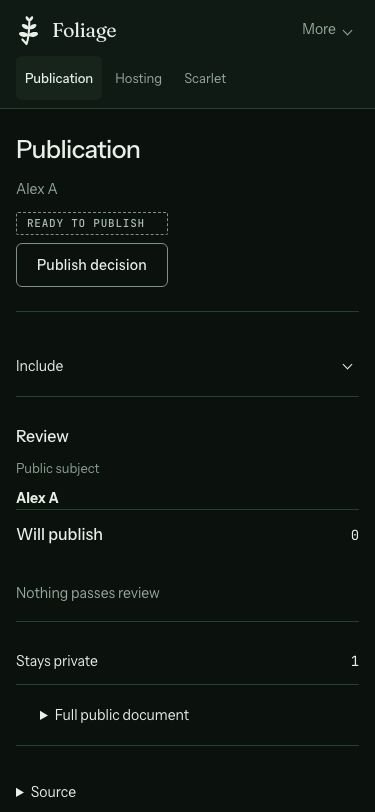 Foliage
More
Publication
Hosting
Scarlet
Publication
Alex A
READY TO PUBLISH
Publish decision
Include
Review
Public subject
Alex A
Will publish 0
Nothing passes review
Stays private 1
Full public document
Source